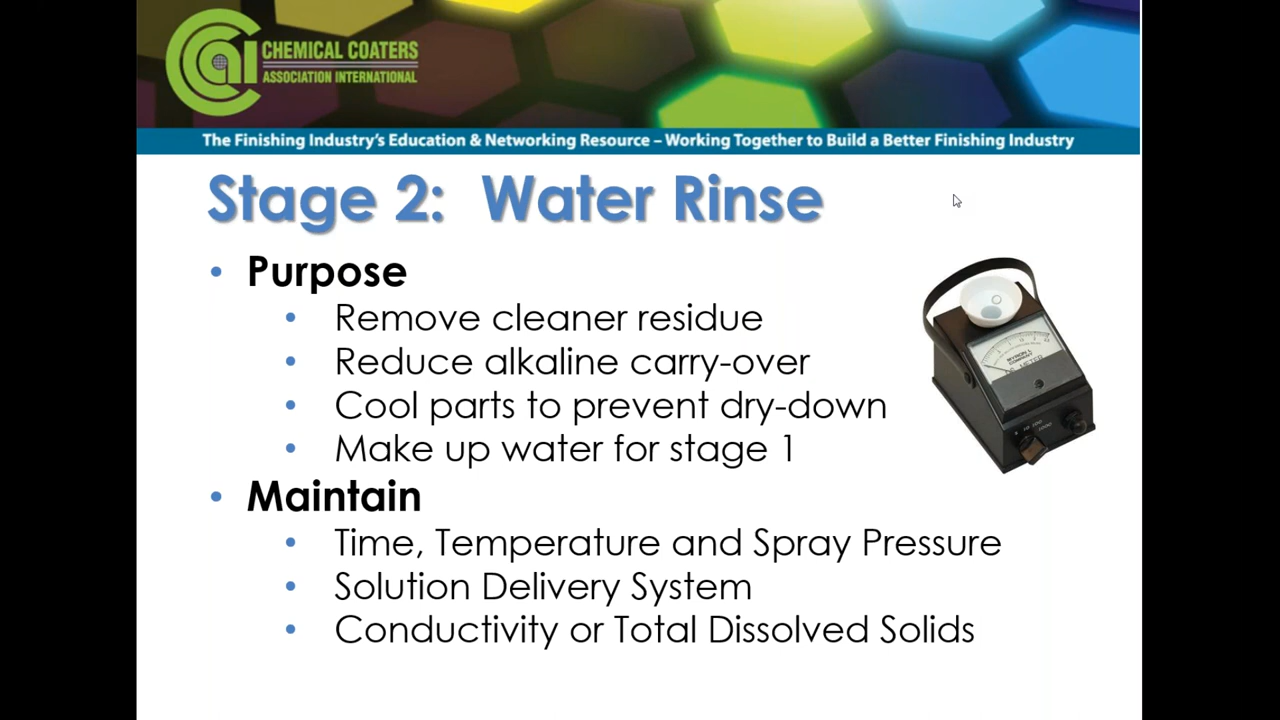 CHEMICAL COATERS
ASSOCIATION INTERNATIONAL
The Finishing Industry's Education & Networking Resource – Working Together to Build a Better Finishing Industry
Stage 2: Water Rinse
• Purpose
• Remove cleaner residue
• Reduce alkaline carry-over
• Cool parts to prevent dry-down
• Make up water for stage 1
• Maintain
• Time, Temperature and Spray Pressure
• Solution Delivery System
• Conductivity or Total Dissolved Solids
MYRON L
COMPANY